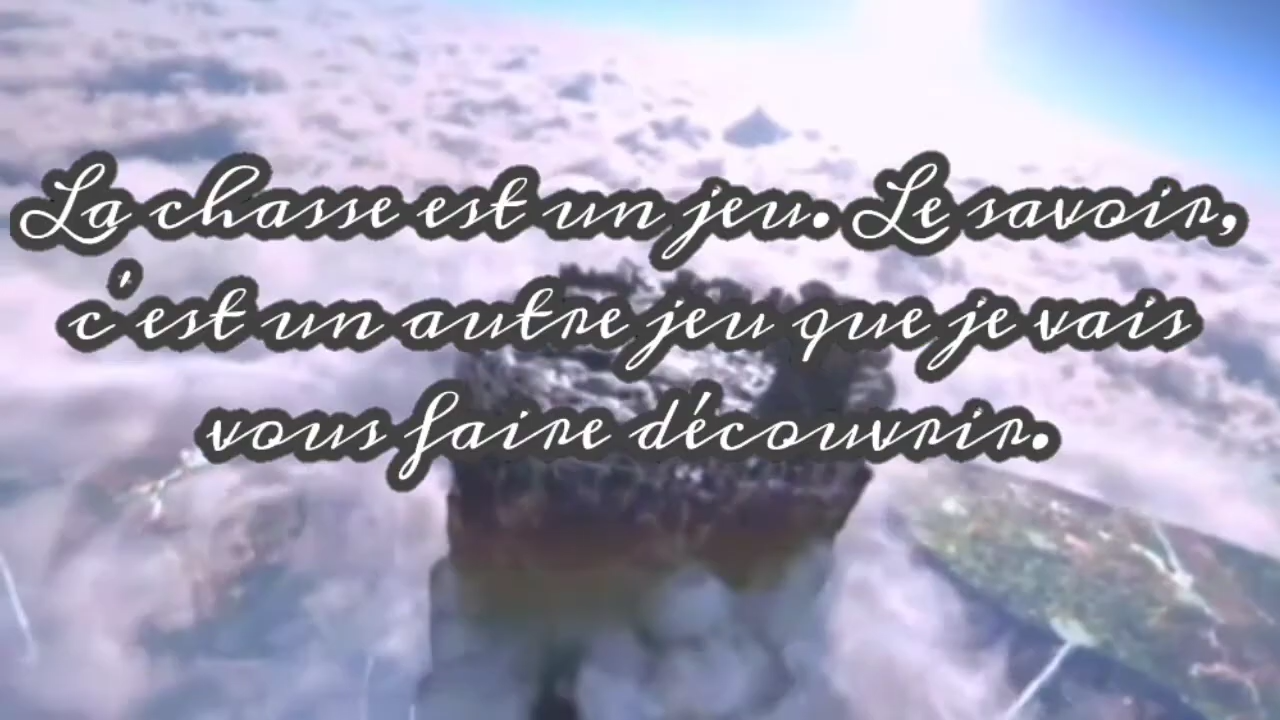 La chasse est un jeu. Le savoir,
c'est un autre jeu que je vais
vous faire découvrir.